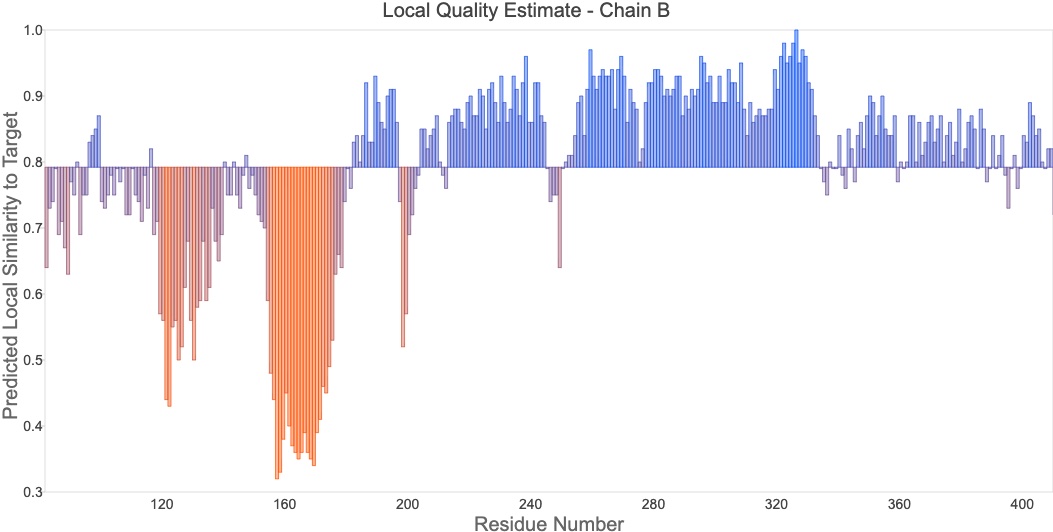 Local Quality Estimate - Chain B
Predicted Local Similarity to Target
1.0
0.9
0.8
0.7
0.6
0.5
0.4
0.3
120 160 200 240 280 320 360 400
Residue Number